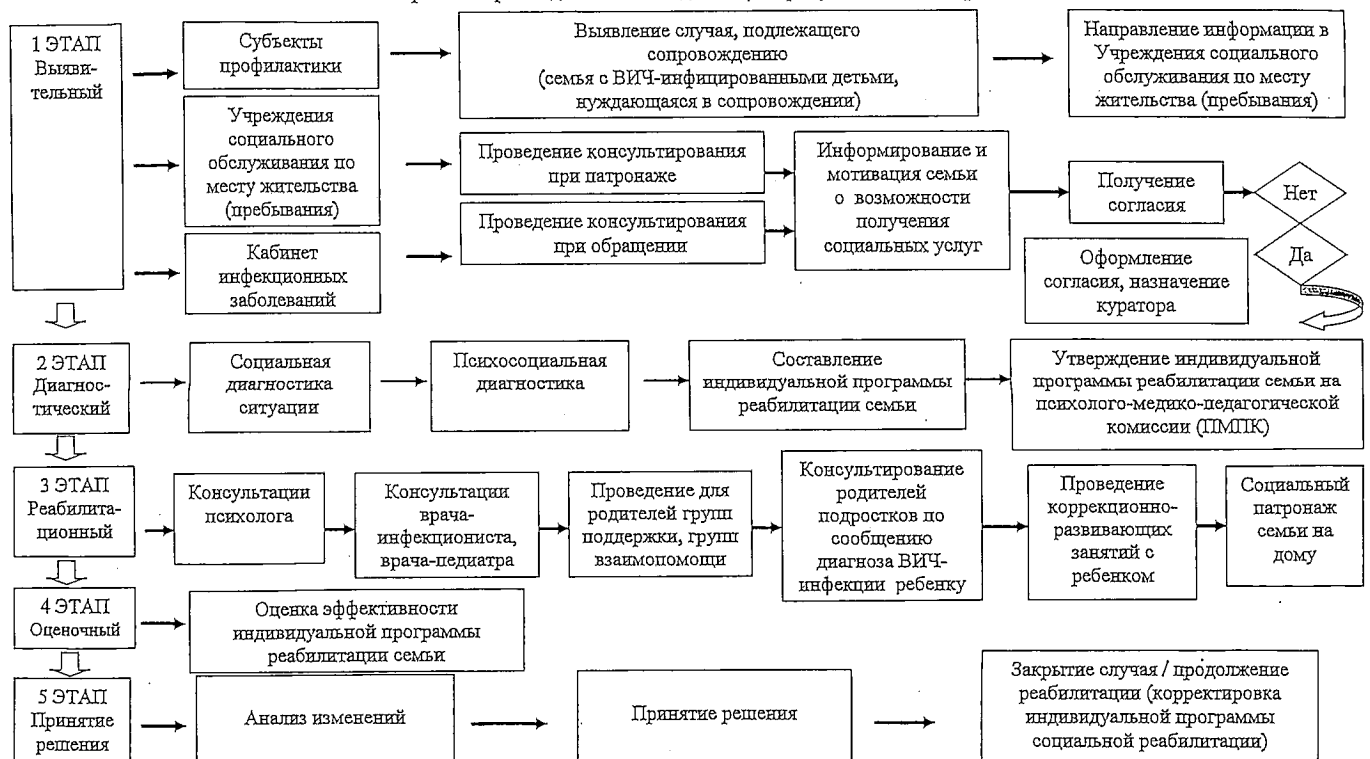 1 ЭТАП
Выяви-
тельный
Субъекты
профилактики
Выявление случая, подлежащего
сопровождению
(семья с ВИЧ-инфицированными детьми,
нуждающаяся в сопровождении)
Направление информации в
Учреждения социального
обслуживания по месту
жительства (пребывания)
Учреждения
социального
обслуживания по
месту жительства
(пребывания)
Проведение консультирования
при патронаже
Проведение консультирования
при обращении
Информирование и
мотивация семьи
о возможности
получения
социальных услуг
Получение
согласия
Нет
Да
Оформление
согласия, назначение
куратора
Кабинет
инфекционных
заболеваний
2 ЭТАП
Диагнос-
тический
Социальная
диагностика
ситуации
Психосоциальная
диагностика
Составление
индивидуальной программы
реабилитации семьи
Утверждение индивидуальной
программы реабилитации семьи на
психолого-медико-педагогической
комиссии (ПМПК)
3 ЭТАП
Реабилита-
ционный
Консультации
психолога
Консультации
врача-
инфекциониста,
врача-педиатра
Проведение для
родителей групп
поддержки, групп
взаимопомощи
Консультирование
родителей
подростков по
сообщению
диагноза ВИЧ-
инфекции ребенку
Проведение
коррекционно-
развивающих
занятий с
ребенком
Социальный
патронаж
семьи на
дому
4 ЭТАП
Оценочный
Оценка эффективности
индивидуальной программы
реабилитации семьи
5 ЭТАП
Принятие
решения
Анализ изменений
Принятие решения
Закрытие случая / продолжение
реабилитации (корректировка
индивидуальной программы
социальной реабилитации)